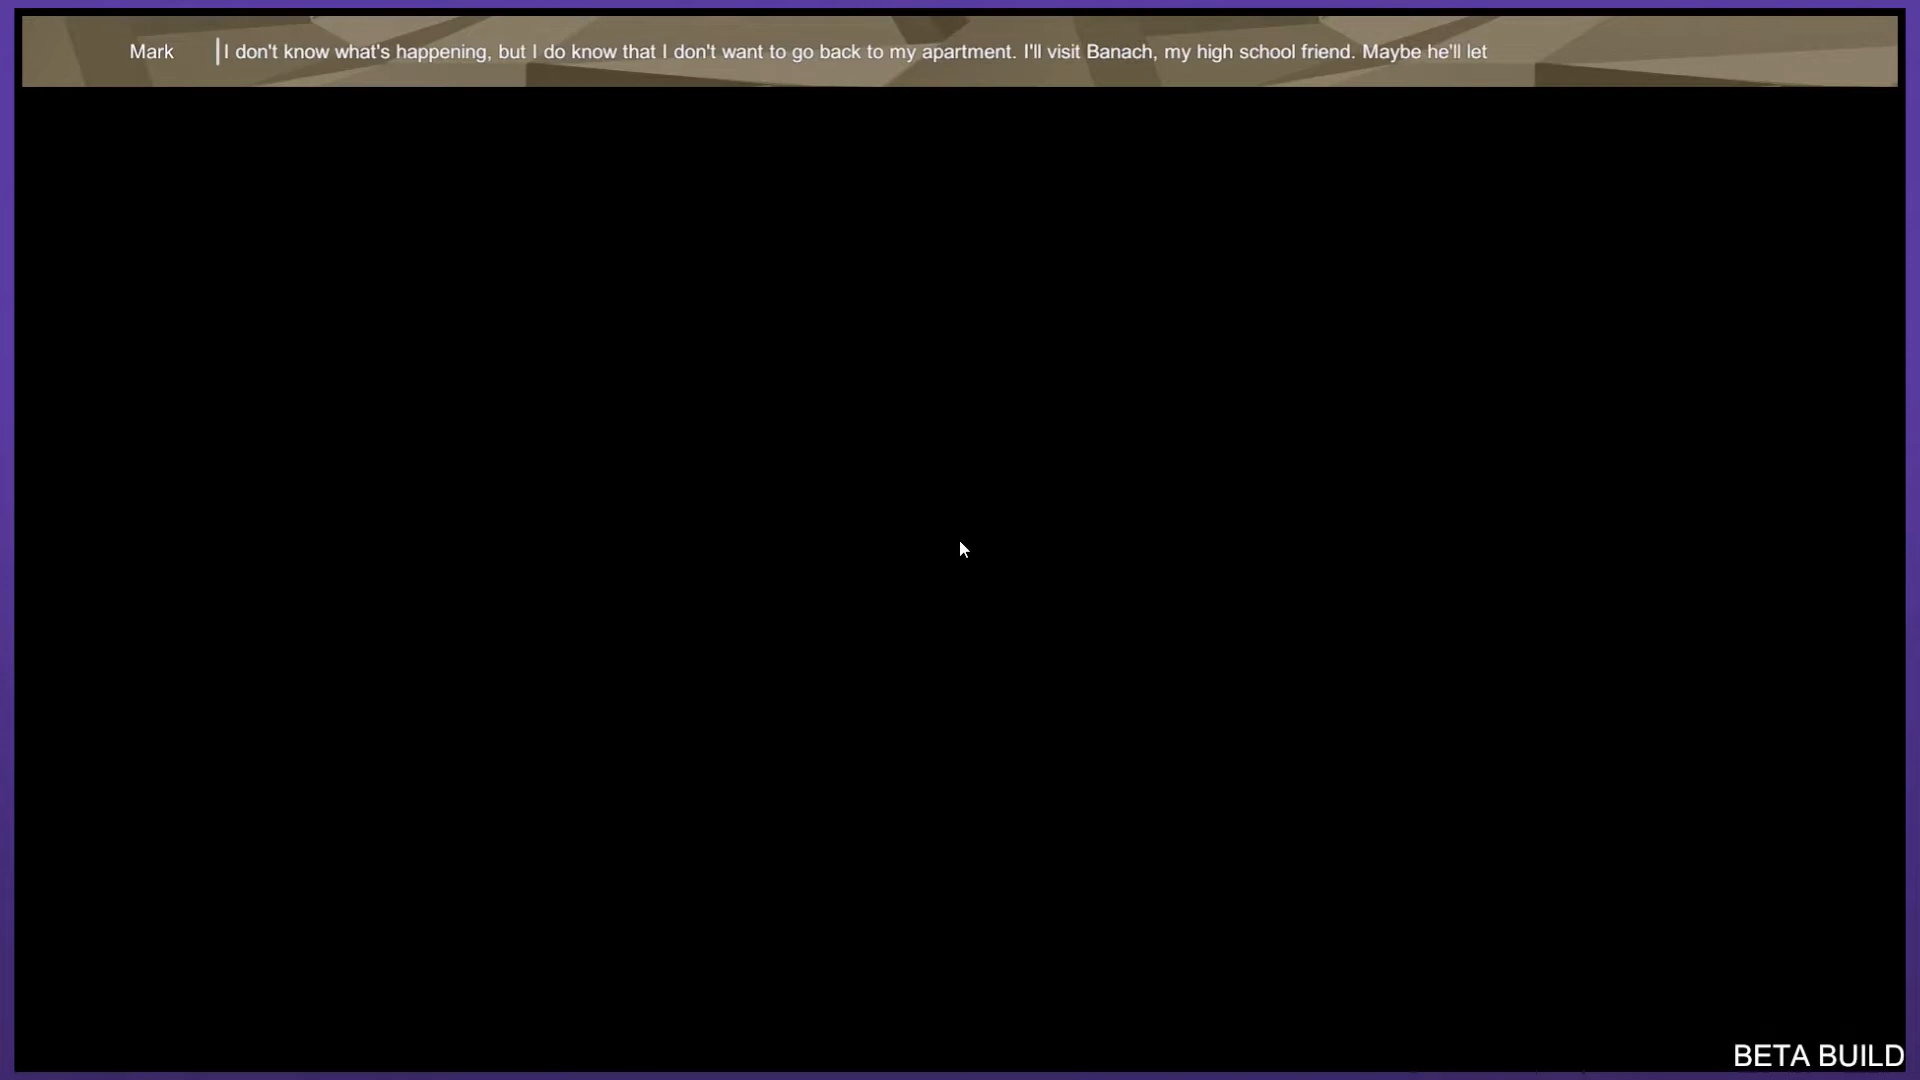 Mark
I don't know what's happening, but I do know that I don't want to go back to my apartment. I'll visit Banach, my high school friend. Maybe he'll let
BETA BUILD